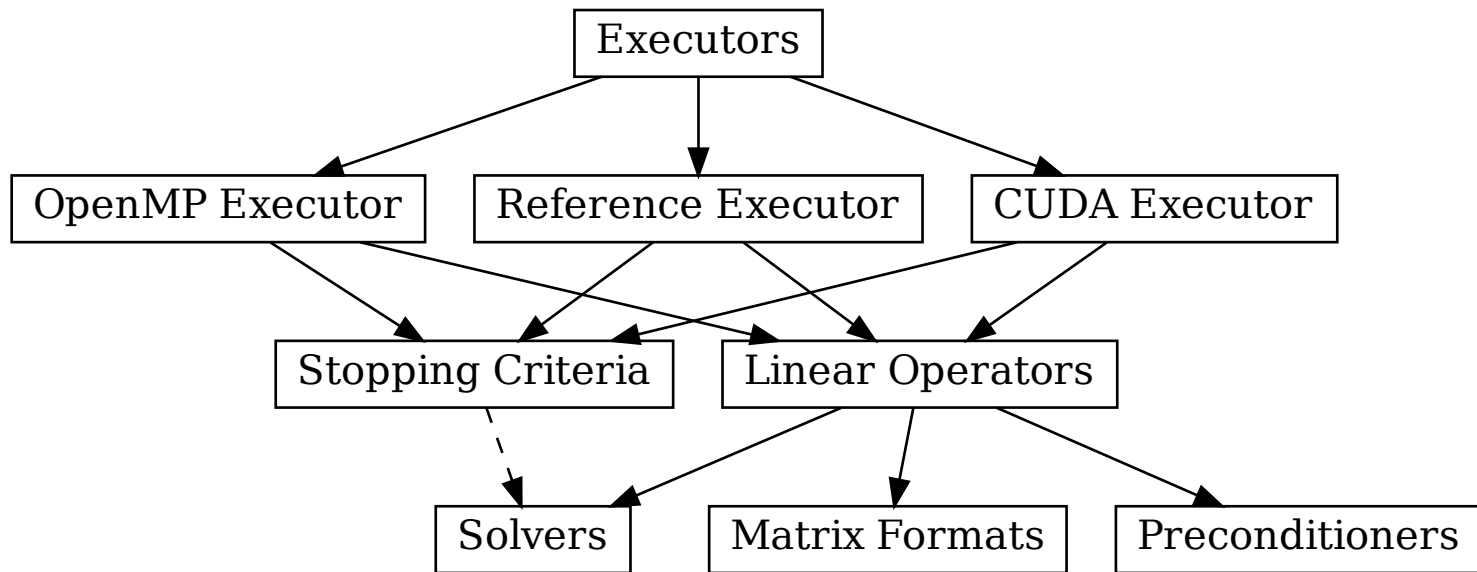 Executors
OpenMP Executor
Reference Executor
CUDA Executor
Stopping Criteria
Linear Operators
Solvers
Matrix Formats
Preconditioners